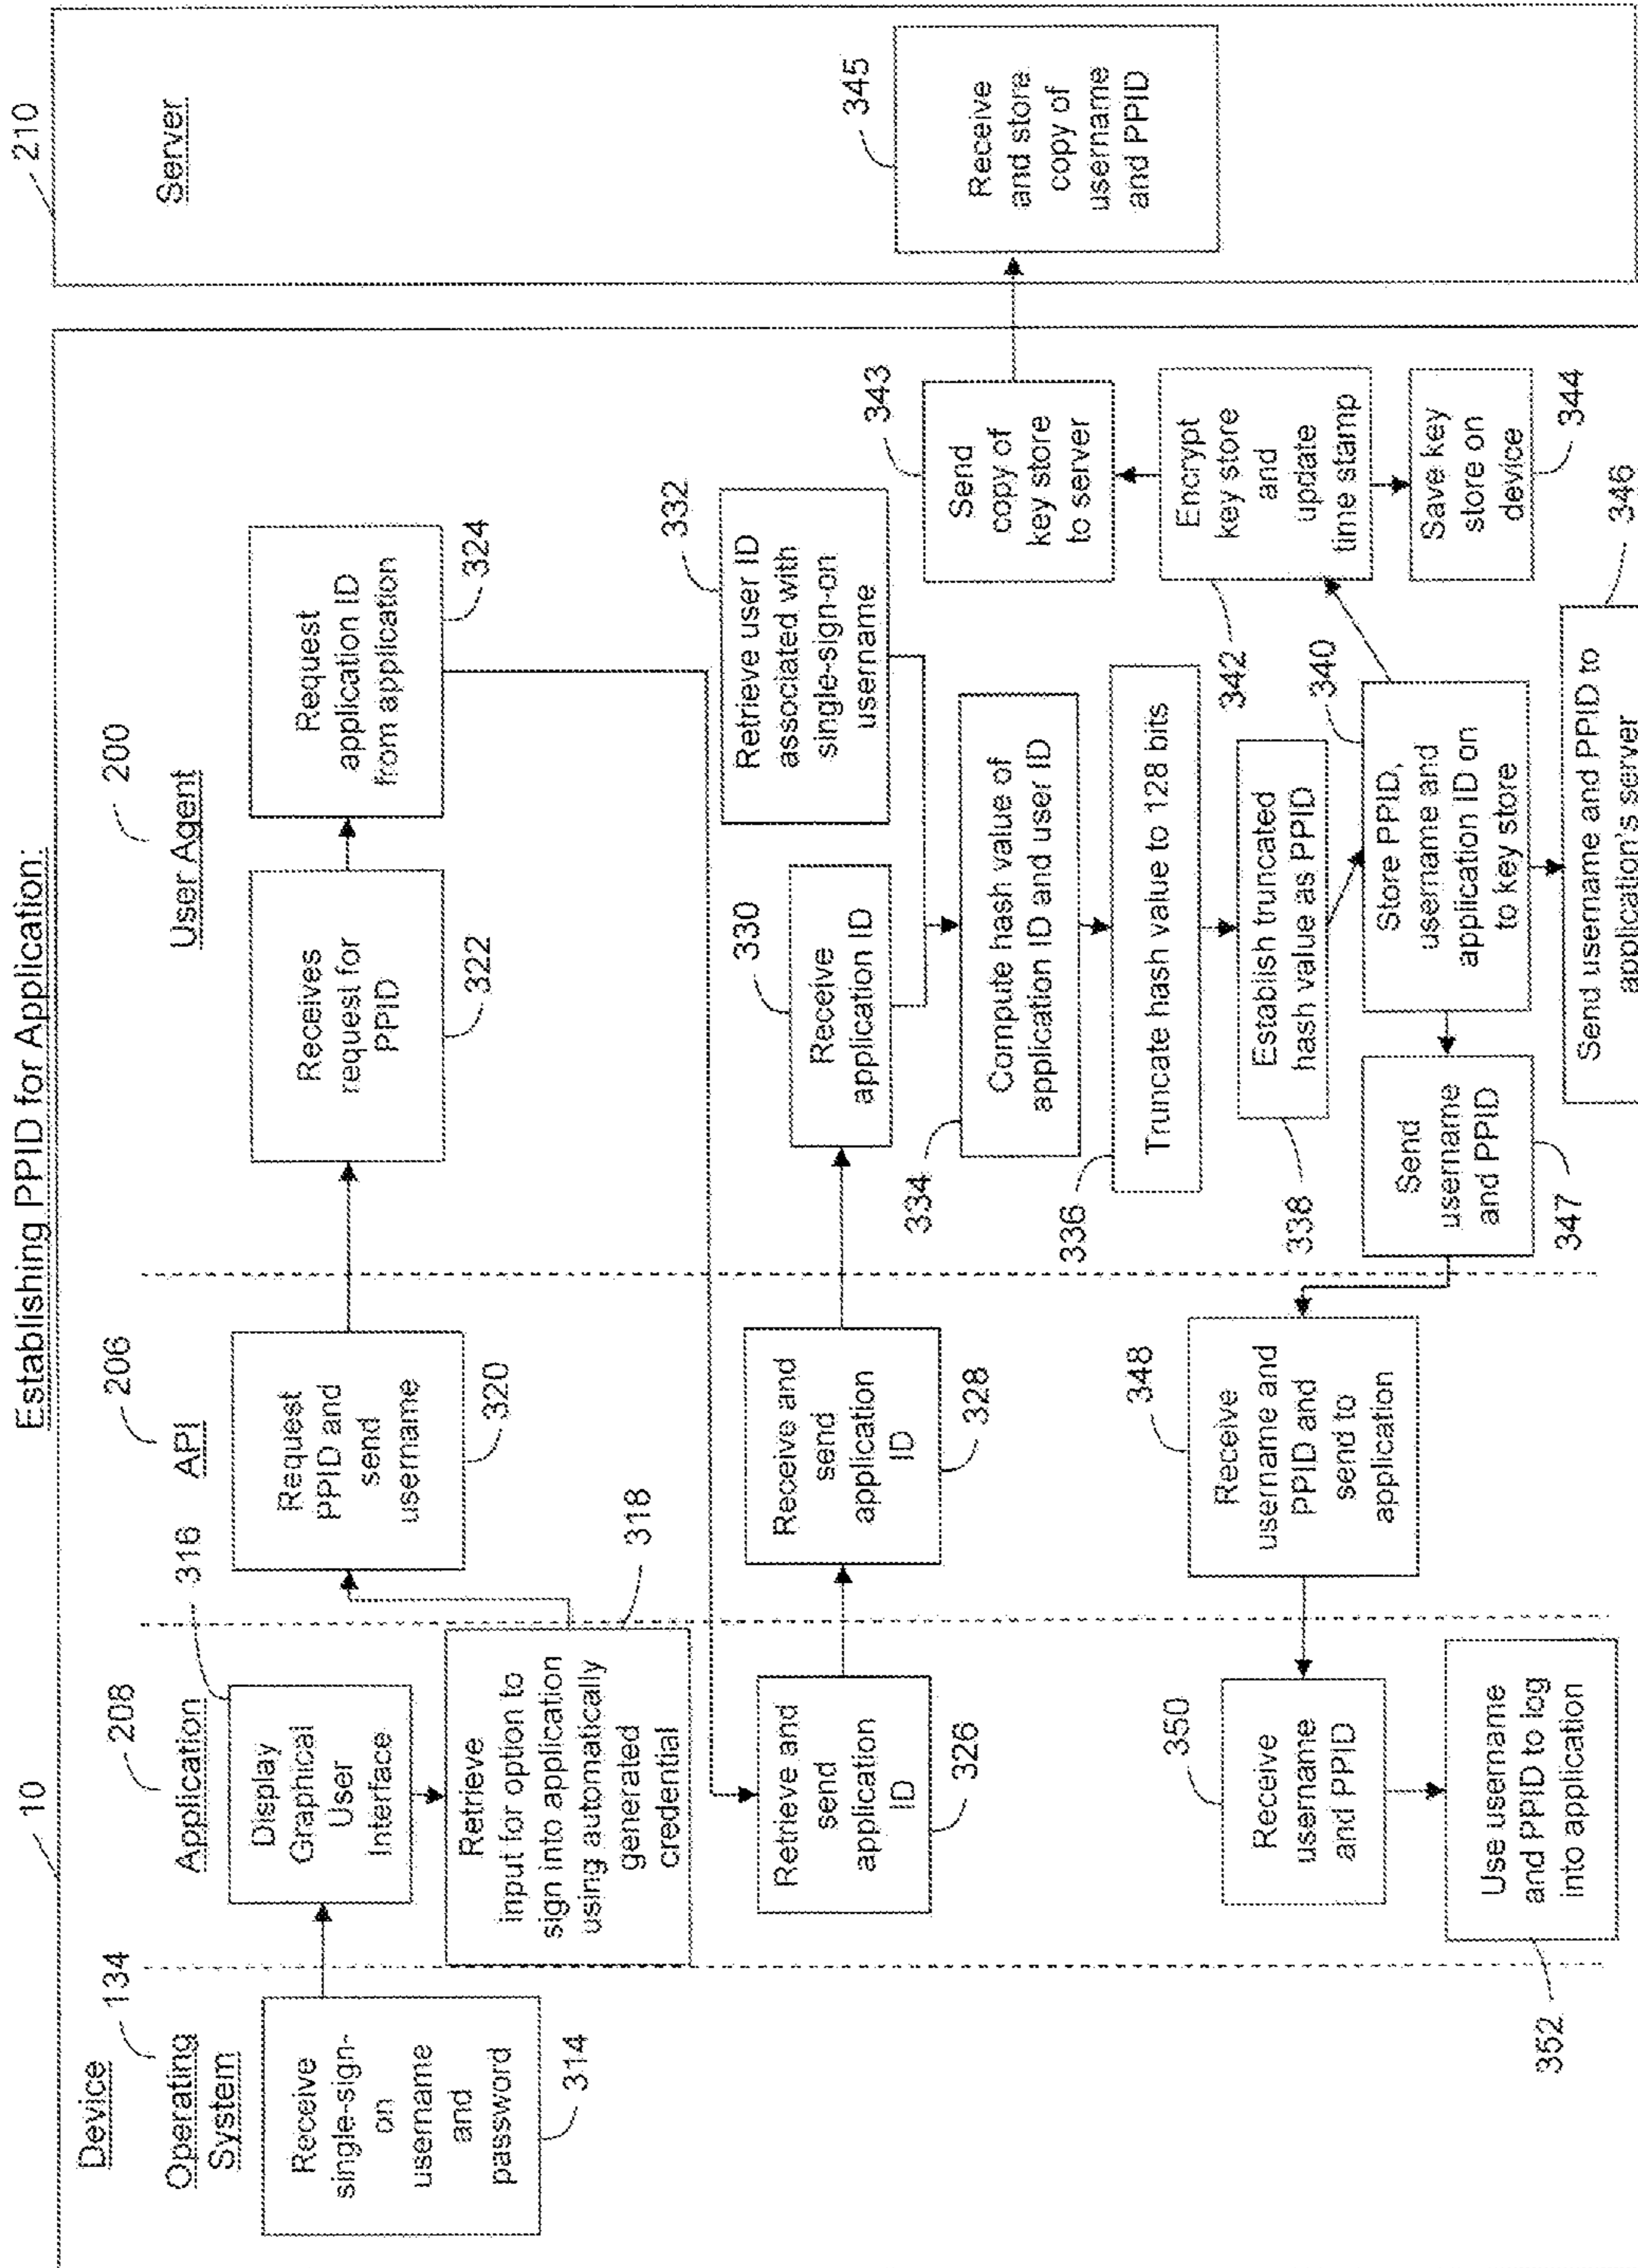 Establishing PPID for Application:
10
210
Device
134
Operating
System
208
Application
206
API
200
User Agent
Server
Receive
single-sign-
on
username
and
password
314
316
Display
Graphical
User
Interface
Retrieve
input for option to
sign into application
using automatically
generated
credential
318
Request
PPID and
send
username
320
Receives
request for
PPID
322
Request
application ID
from application
324
Retrieve and
send
application
ID
326
Receive and
send
application
ID
328
330
Receive
application ID
332
Retrieve user ID
associated with
single-sign-on
username
334
Compute hash value of
application ID and user ID
336
Truncate hash value to 128 bits
338
Establish truncated
hash value as PPID
340
Store PPID,
username and
application ID on
to key store
342
Encrypt
key store
and
update
time stamp
343
Send
copy of
key store
to server
Save key
store on
device
344
345
Receive
and store
copy of
username
and PPID
346
Send username and PPID to
application's server
Send
username
and PPID
347
348
Receive
username and
PPID and
send to
application
350
Receive
username
and PPID
Use username
and PPID to log
into application
352